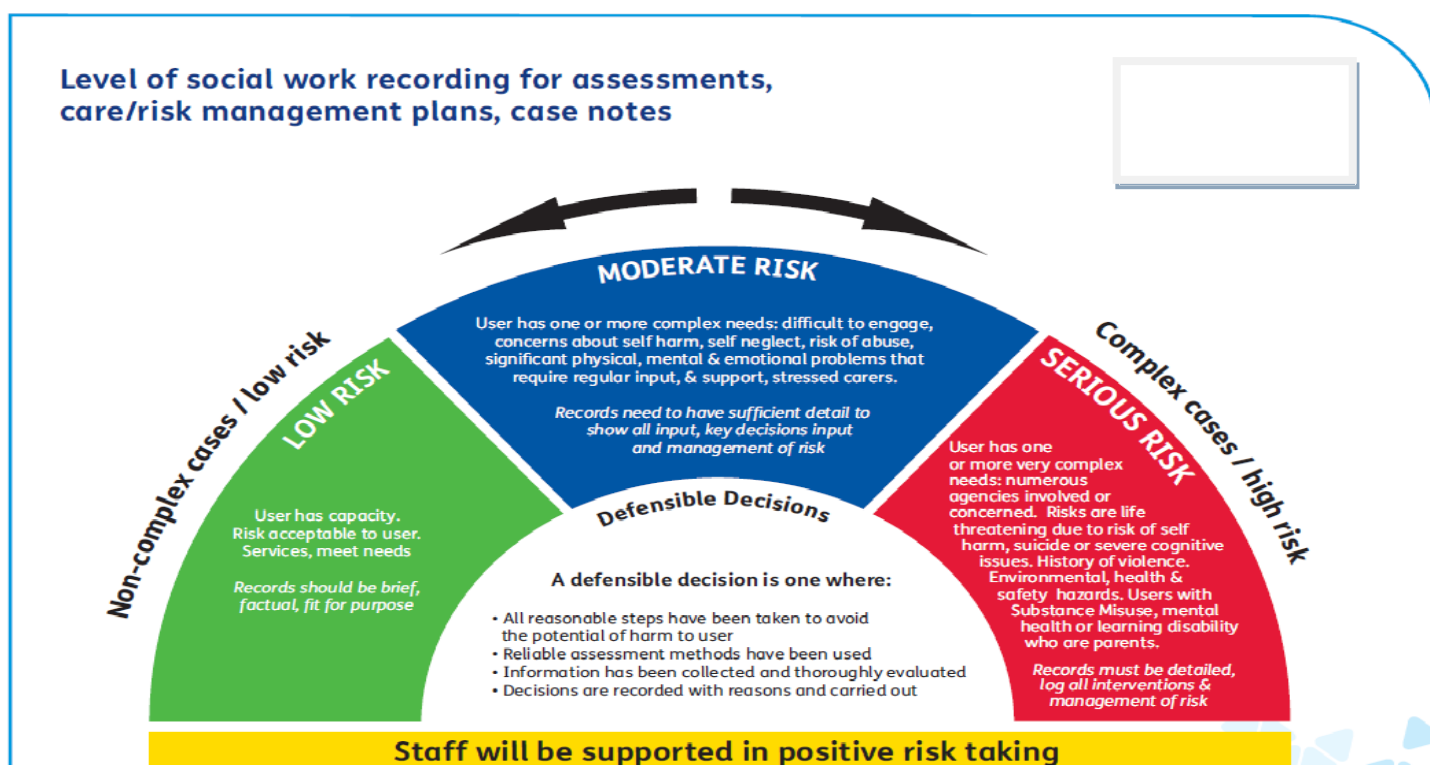 Level of social work recording for assessments,
care/risk management plans, case notes
Non-complex cases / low risk
LOW RISK
User has capacity.
Risk acceptable to user.
Services, meet needs
Records should be brief,
factual, fit for purpose
MODERATE RISK
User has one or more complex needs: difficult to engage,
concerns about self harm, self neglect, risk of abuse,
significant physical, mental & emotional problems that
require regular input, & support, stressed carers.
Records need to have sufficient detail to
show all input, key decisions input
and management of risk
Complex cases / high risk
SERIOUS RISK
User has one
or more very complex
needs: numerous
agencies involved or
concerned. Risks are life
threatening due to risk of self
harm, suicide or severe cognitive
issues. History of violence.
Environmental, health &
safety hazards. Users with
Substance Misuse, mental
health or learning disability
who are parents.
Records must be detailed,
log all interventions &
management of risk
Defensible Decisions
A defensible decision is one where:
• All reasonable steps have been taken to avoid
the potential of harm to user
• Reliable assessment methods have been used
• Information has been collected and thoroughly evaluated
• Decisions are recorded with reasons and carried out
Staff will be supported in positive risk taking